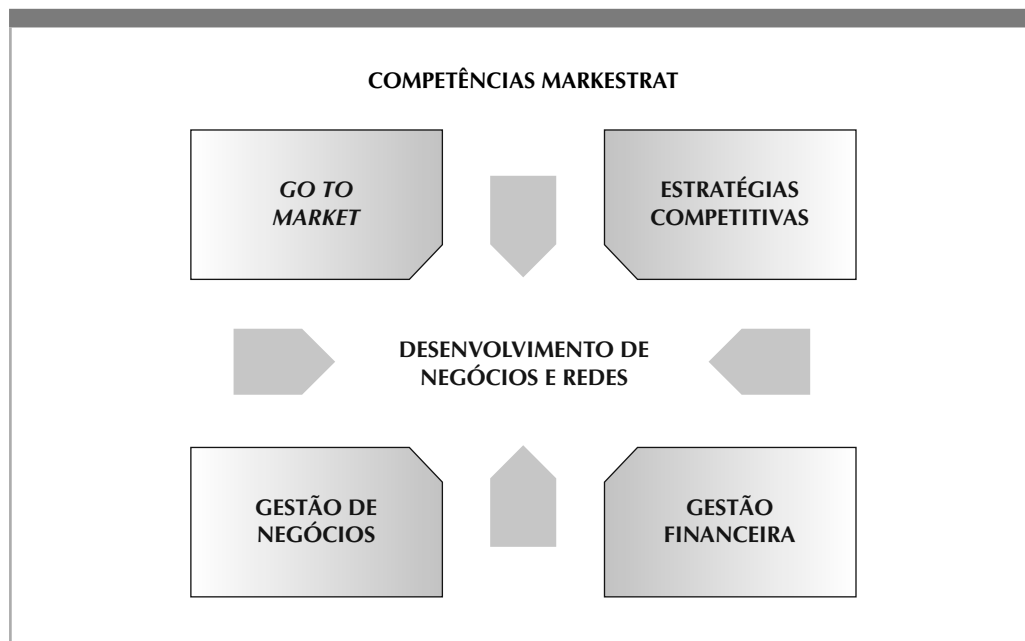 COMPETÊNCIAS MARKESTRAT
GO TO
MARKET
ESTRATÉGIAS
COMPETITIVAS
DESENVOLVIMENTO DE
NEGÓCIOS E REDES
GESTÃO DE
NEGÓCIOS
GESTÃO
FINANCEIRA